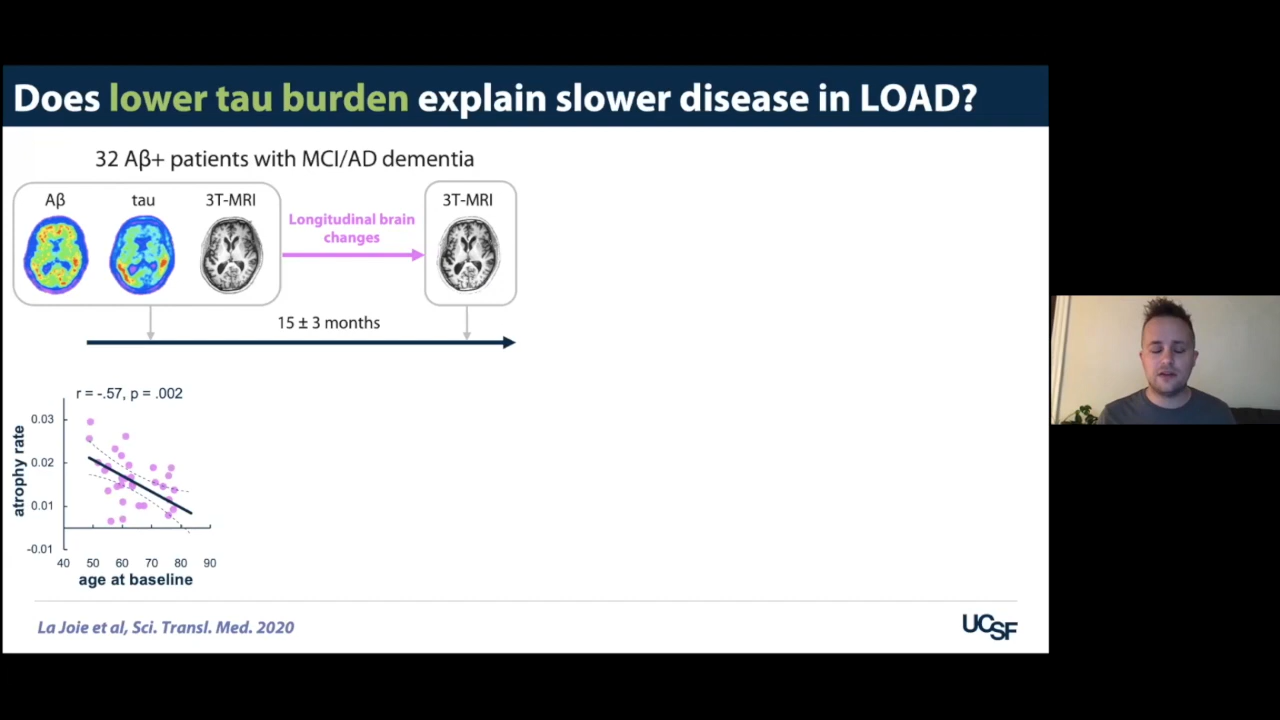 Does lower tau burden explain slower disease in LOAD?
32 Aβ+ patients with MCI/AD dementia
Aβ
tau
3T-MRI
Longitudinal brain
changes
3T-MRI
15 ± 3 months
r = -.57, p = .002
atrophy rate
0.03
0.02
0.01
-0.01
40 50 60 70 80 90
age at baseline
La Joie et al, Sci. Transl. Med. 2020
UCSF